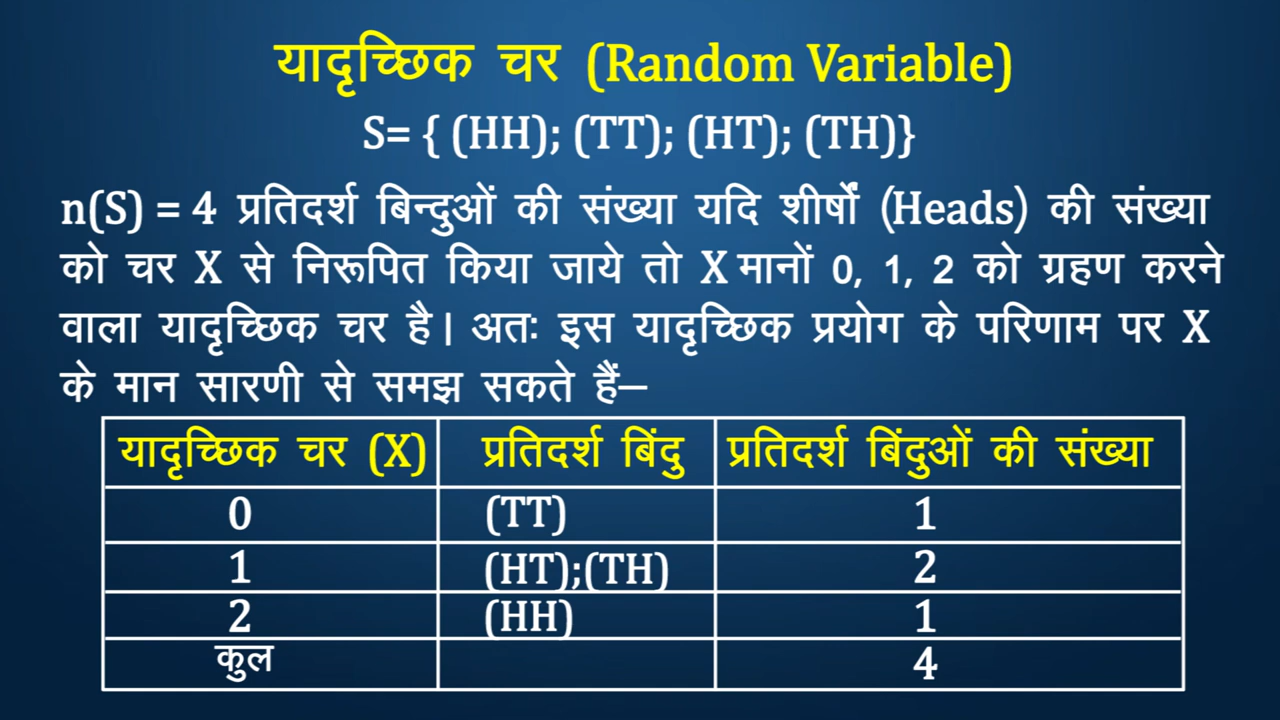 यादृच्छिक चर (Random Variable)
S= { (HH); (TT); (HT); (TH)}
n(S) = 4 प्रतिदर्श बिन्दुओं की संख्या यदि शीर्षों (Heads) की संख्या
को चर X से निरूपित किया जाये तो X मानों 0, 1, 2 को ग्रहण करने
वाला यादृच्छिक चर है। अतः इस यादृच्छिक प्रयोग के परिणाम पर X
के मान सारणी से समझ सकते हैं–
यादृच्छिक चर (X) प्रतिदर्श बिंदु प्रतिदर्श बिंदुओं की संख्या
0 (TT) 1
1 (HT);(TH) 2
2 (HH) 1
कुल 4